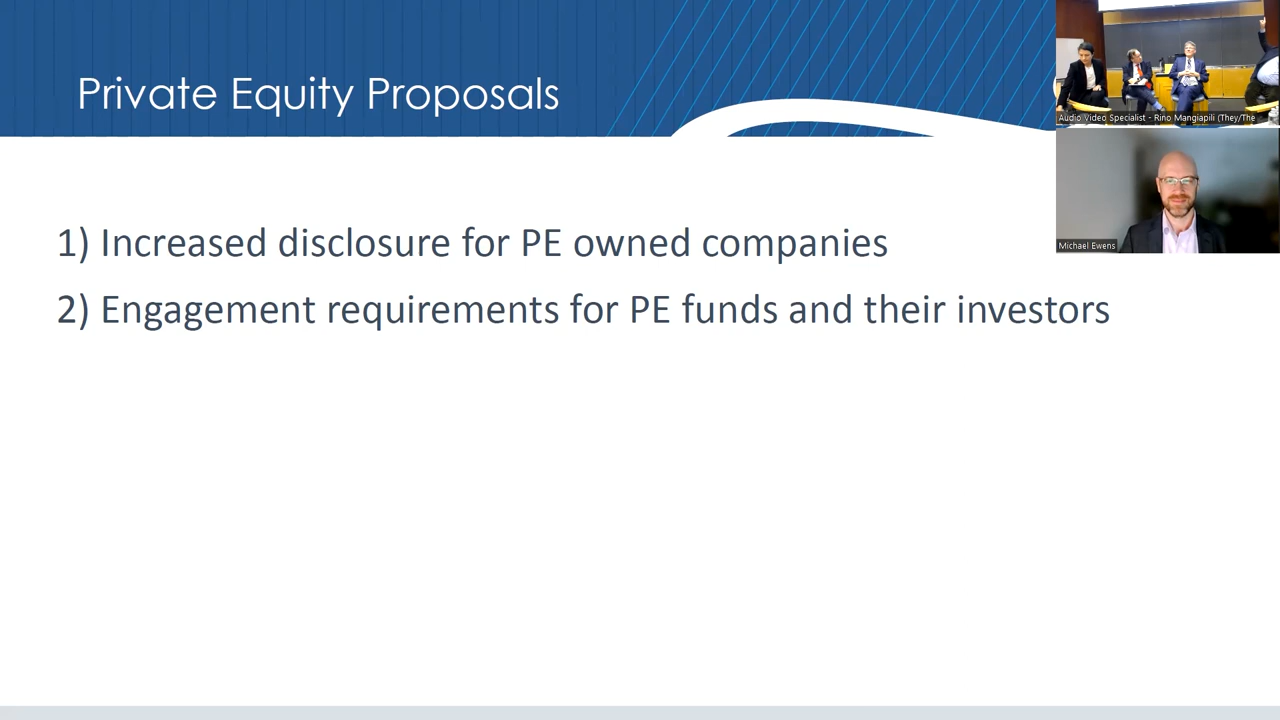 Private Equity Proposals
1) Increased disclosure for PE owned companies
2) Engagement requirements for PE funds and their investors
Audio Video Specialist - Rino Mangiapili (They/The
Michael Ewens